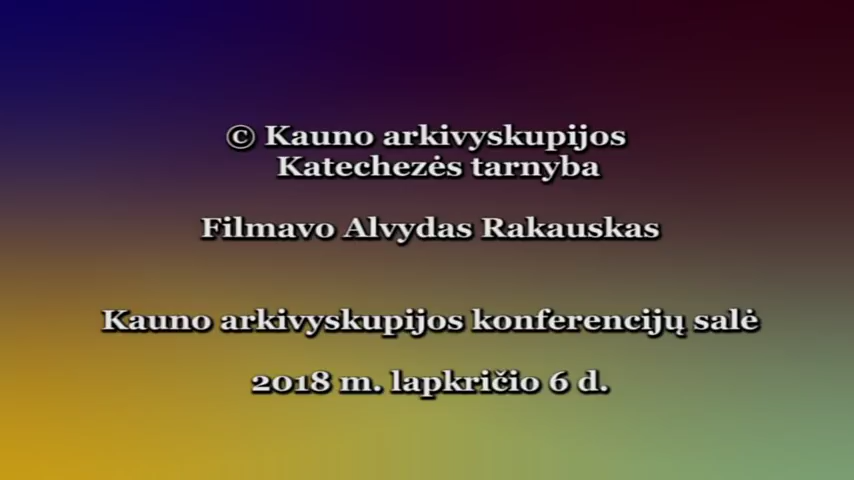 © Kauno arkivyskupijos
Katechezės tarnyba
Filmavo Alvydas Rakauskas
Kauno arkivyskupijos konferencijų salė
2018 m. lapkričio 6 d.